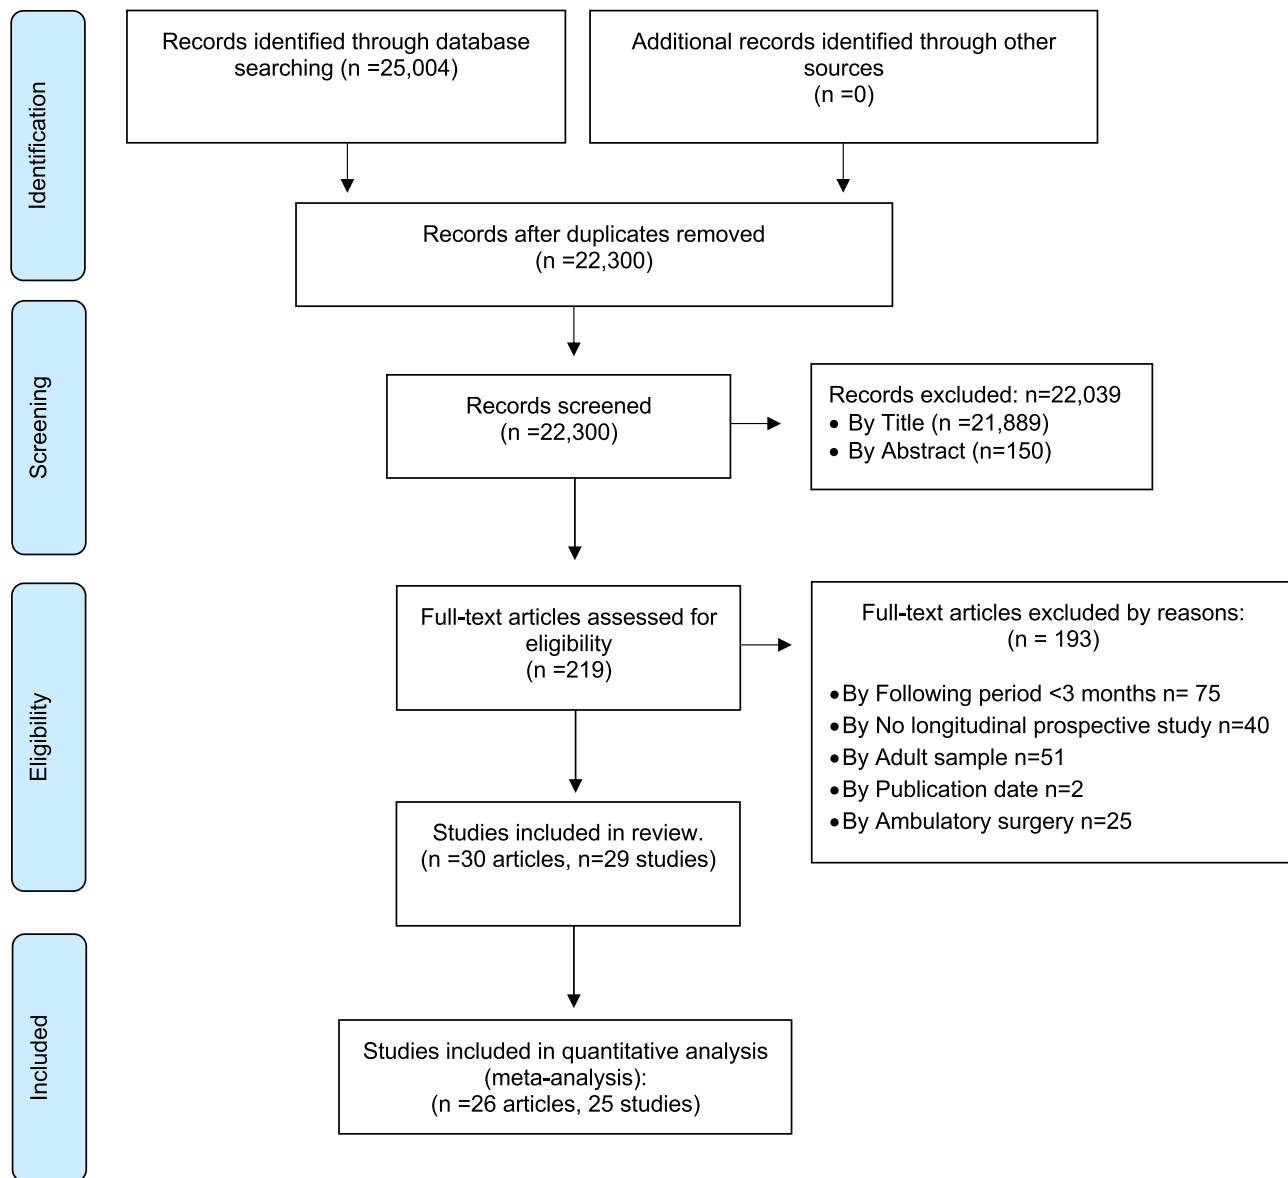 Identification
Records identified through database
searching (n =25,004)
Additional records identified through other
sources
(n =0)
Records after duplicates removed
(n =22,300)
Screening
Records screened
(n =22,300)
Records excluded: n=22,039
• By Title (n =21,889)
• By Abstract (n=150)
Eligibility
Full-text articles assessed for
eligibility
(n =219)
Full-text articles excluded by reasons:
(n = 193)
•By Following period <3 months n= 75
•By No longitudinal prospective study n=40
•By Adult sample n=51
•By Publication date n=2
•By Ambulatory surgery n=25
Studies included in review.
(n =30 articles, n=29 studies)
Included
Studies included in quantitative analysis
(meta-analysis):
(n =26 articles, 25 studies)